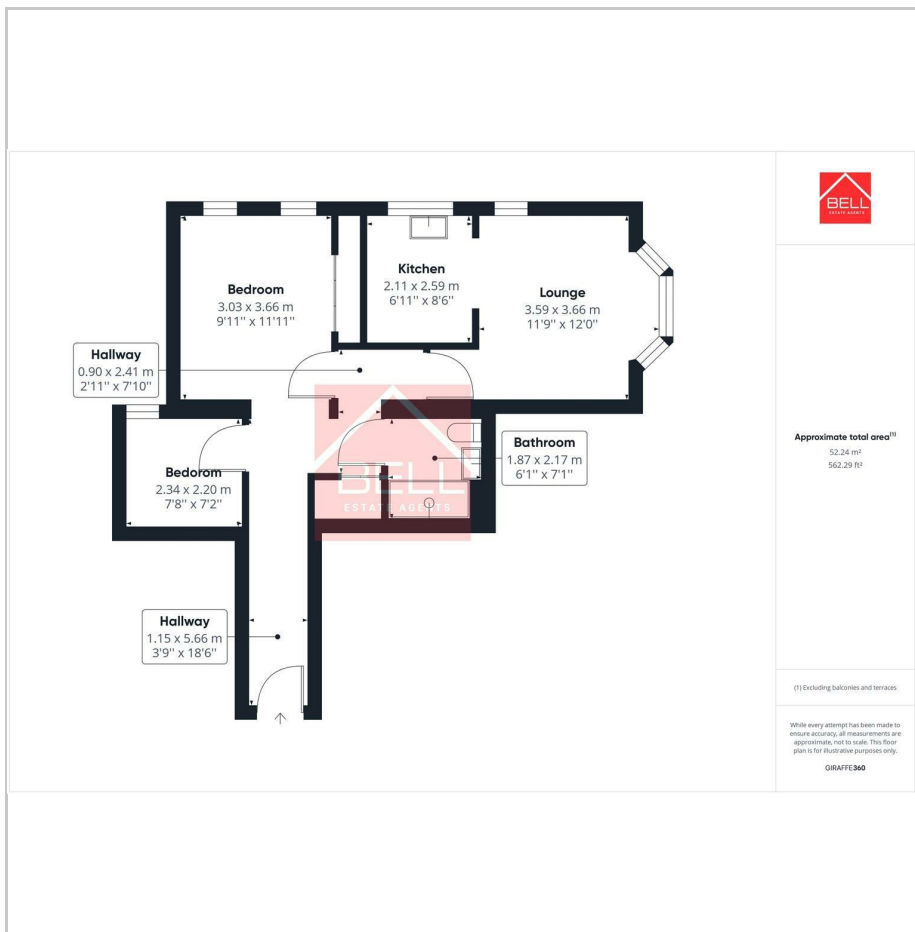 Bedroom
3.03 x 3.66 m
9'11'' x 11'11''
Kitchen
2.11 x 2.59 m
6'11'' x 8'6''
Lounge
3.59 x 3.66 m
11'9'' x 12'0''
Hallway
0.90 x 2.41 m
2'11'' x 7'10''
Bedorom
2.34 x 2.20 m
7'8'' x 7'2''
Bathroom
1.87 x 2.17 m
6'1'' x 7'1''
BELL
ESTATE AGENTS
Hallway
1.15 x 5.66 m
3'9'' x 18'6''
BELL
ESTATE AGENTS
Approximate total area(1)
52.24 m²
562.29 ft²
(1) Excluding balconies and terraces
While every attempt has been made to
ensure accuracy, all measurements are
approximate, not to scale. This floor
plan is for illustrative purposes only.
GIRAFFE360